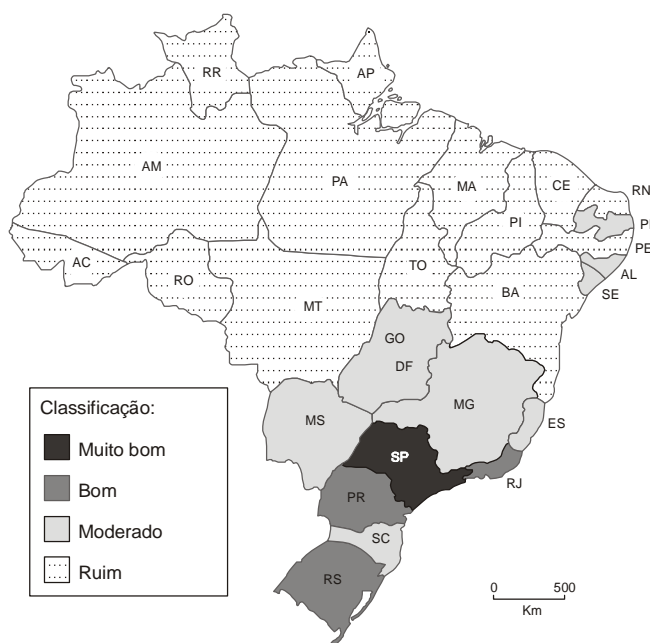 RR
AP
AM
PA
MA
CE
RN
PI
PI
PE
AC
TO
AL
RO
BA
SE
MT
GO
DF
Classificação:
MS
MG
ES
Muito bom
SP
Bom
RJ
PR
Moderado
SC
Ruim
RS
0 500
Km